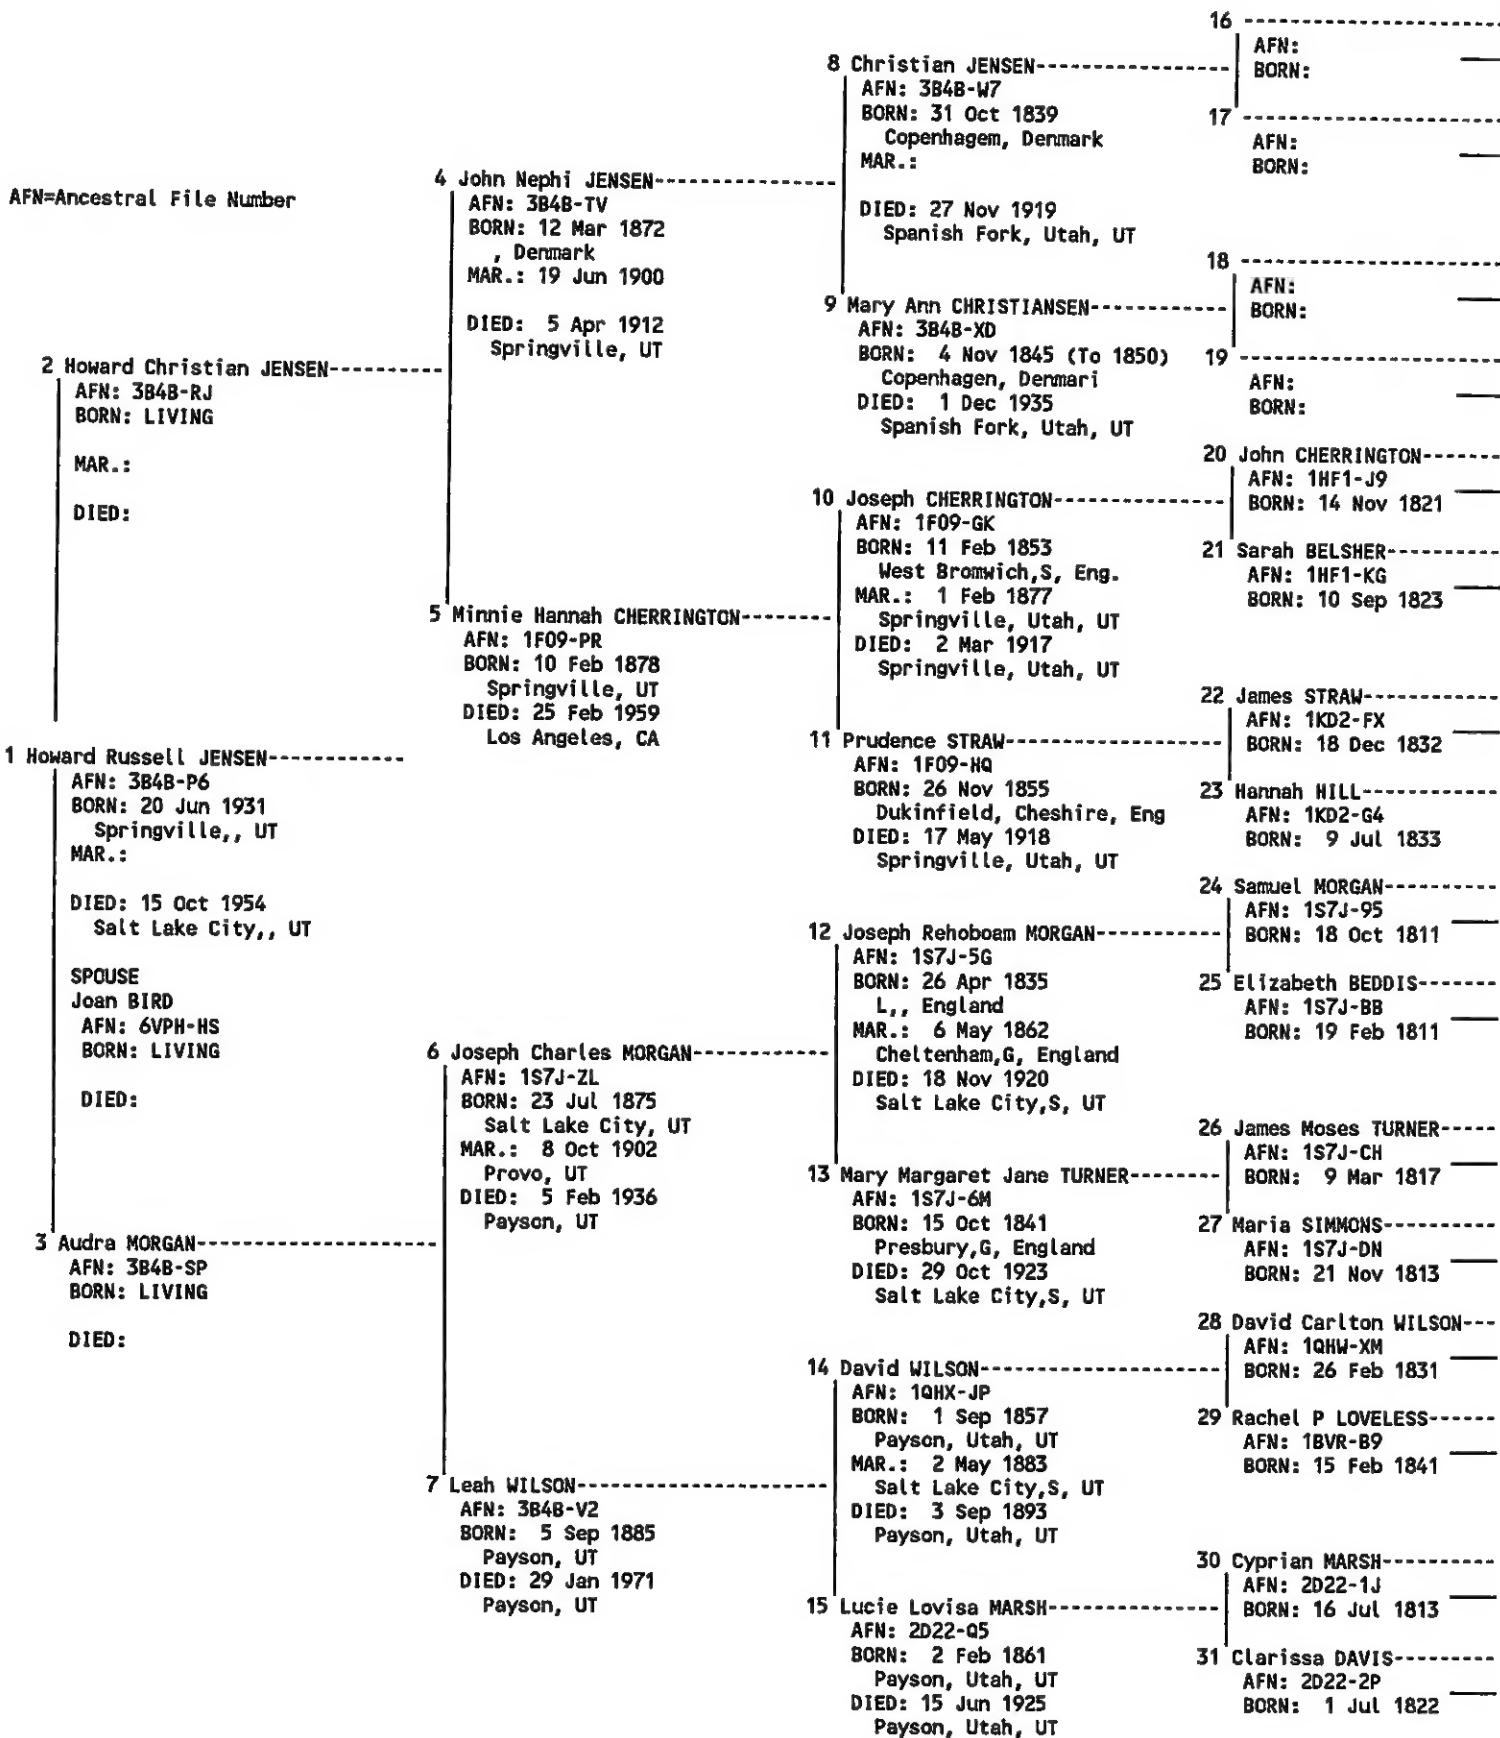 AFN=Ancestral File Number
1 Howard Russell JENSEN
AFN: 3B4B-P6
BORN: 20 Jun 1931
Springville,, UT
MAR.:
DIED: 15 Oct 1954
Salt Lake City,, UT
SPOUSE
Joan BIRD
AFN: 6VPH-HS
BORN: LIVING
DIED:
2 Howard Christian JENSEN
AFN: 3B4B-RJ
BORN: LIVING
MAR.:
DIED:
3 Audra MORGAN
AFN: 3B4B-SP
BORN: LIVING
DIED:
4 John Nephi JENSEN
AFN: 3B4B-TV
BORN: 12 Mar 1872
, Denmark
MAR.: 19 Jun 1900
DIED: 5 Apr 1912
Springville, UT
5 Minnie Hannah CHERRINGTON
AFN: 1F09-PR
BORN: 10 Feb 1878
Springville, UT
DIED: 25 Feb 1959
Los Angeles, CA
6 Joseph Charles MORGAN
AFN: 1S7J-ZL
BORN: 23 Jul 1875
Salt Lake City, UT
MAR.: 8 Oct 1902
Provo, UT
DIED: 5 Feb 1936
Payson, UT
7 Leah WILSON
AFN: 3B4B-V2
BORN: 5 Sep 1885
Payson, UT
DIED: 29 Jan 1971
Payson, UT
8 Christian JENSEN
AFN: 3B4B-W7
BORN: 31 Oct 1839
Copenhagem, Denmark
MAR.:
DIED: 27 Nov 1919
Spanish Fork, Utah, UT
9 Mary Ann CHRISTIANSEN
AFN: 3B4B-XD
BORN: 4 Nov 1845 (To 1850)
Copenhagen, Denmari
DIED: 1 Dec 1935
Spanish Fork, Utah, UT
10 Joseph CHERRINGTON
AFN: 1F09-GK
BORN: 11 Feb 1853
West Bromwich,S, Eng.
MAR.: 1 Feb 1877
Springville, Utah, UT
DIED: 2 Mar 1917
Springville, Utah, UT
11 Prudence STRAW
AFN: 1F09-HQ
BORN: 26 Nov 1855
Dukinfield, Cheshire, Eng
DIED: 17 May 1918
Springville, Utah, UT
12 Joseph Rehoboam MORGAN
AFN: 1S7J-5G
BORN: 26 Apr 1835
L,, England
MAR.: 6 May 1862
Cheltenham,G, England
DIED: 18 Nov 1920
Salt Lake City,S, UT
13 Mary Margaret Jane TURNER
AFN: 1S7J-6M
BORN: 15 Oct 1841
Presbury,G, England
DIED: 29 Oct 1923
Salt Lake City,S, UT
14 David WILSON
AFN: 1QHX-JP
BORN: 1 Sep 1857
Payson, Utah, UT
MAR.: 2 May 1883
Salt Lake City,S, UT
DIED: 3 Sep 1893
Payson, Utah, UT
15 Lucie Lovisa MARSH
AFN: 2D22-Q5
BORN: 2 Feb 1861
Payson, Utah, UT
DIED: 15 Jun 1925
Payson, Utah, UT
16
AFN:
BORN:
17
AFN:
BORN:
18
AFN:
BORN:
19
AFN:
BORN:
20 John CHERRINGTON
AFN: 1HF1-J9
BORN: 14 Nov 1821
21 Sarah BELSHER
AFN: 1HF1-KG
BORN: 10 Sep 1823
22 James STRAW
AFN: 1KD2-FX
BORN: 18 Dec 1832
23 Hannah HILL
AFN: 1KD2-G4
BORN: 9 Jul 1833
24 Samuel MORGAN
AFN: 1S7J-95
BORN: 18 Oct 1811
25 Elizabeth BEDDIS
AFN: 1S7J-BB
BORN: 19 Feb 1811
26 James Moses TURNER
AFN: 1S7J-CH
BORN: 9 Mar 1817
27 Maria SIMMONS
AFN: 1S7J-DN
BORN: 21 Nov 1813
28 David Carlton WILSON
AFN: 1QHW-XM
BORN: 26 Feb 1831
29 Rachel P LOVELESS
AFN: 1BVR-B9
BORN: 15 Feb 1841
30 Cyprian MARSH
AFN: 2D22-1J
BORN: 16 Jul 1813
31 Clarissa DAVIS
AFN: 2D22-2P
BORN: 1 Jul 1822